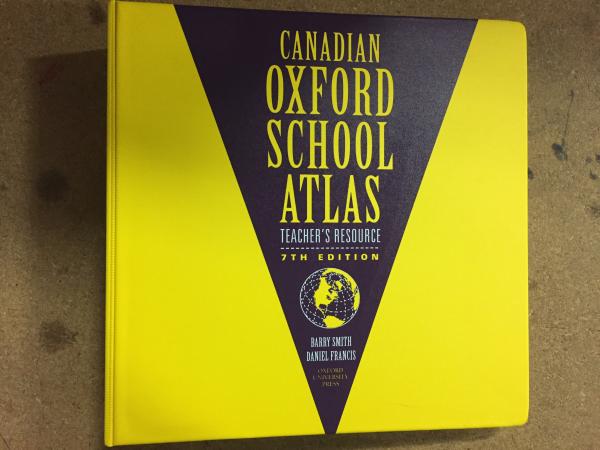 CANADIAN
OXFORD
SCHOOL
ATLAS
TEACHER'S RESOURCE
7TH EDITION
BARRY SMITH
DANIEL FRANCIS
OXFORD
UNIVERSITY
PRESS